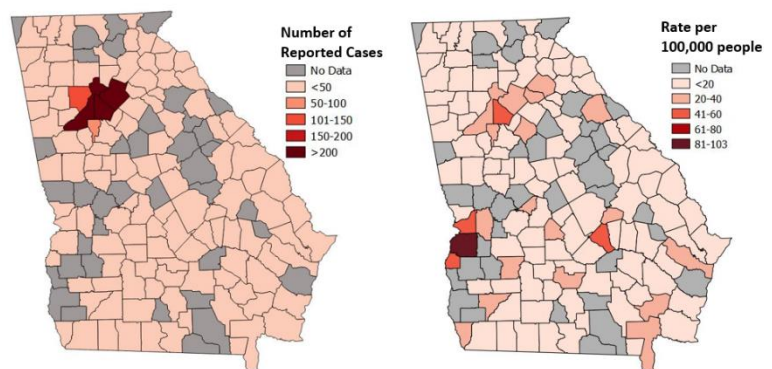 Number of
Reported Cases
No Data
<50
50-100
101-150
150-200
>200
Rate per
100,000 people
No Data
<20
20-40
41-60
61-80
81-103